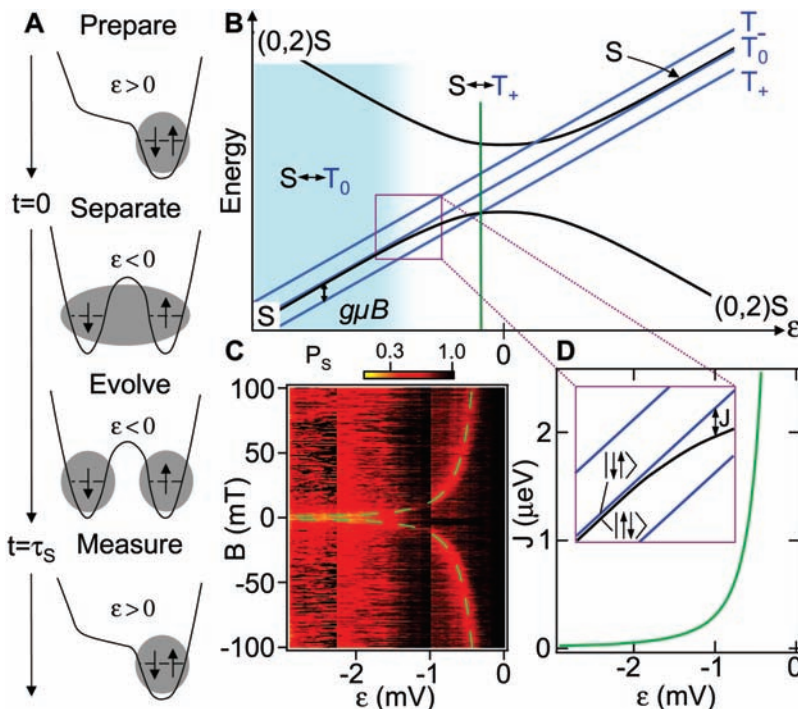 A
Prepare
ε>0
t=0
Separate
ε<0
Evolve
ε<0
t=τS
Measure
ε>0
B
(0,2)S
S
T-
T0
T+
S↔T+
S↔T0
Energy
gμB
S
(0,2)S
ε
0
C
PS
0.3
1.0
100
50
0
-50
-100
B (mT)
-2
-1
0
ε (mV)
D
J
|↓↑⟩
|↑↓⟩
2
1
0
J (μeV)
-2
-1
0
ε (mV)